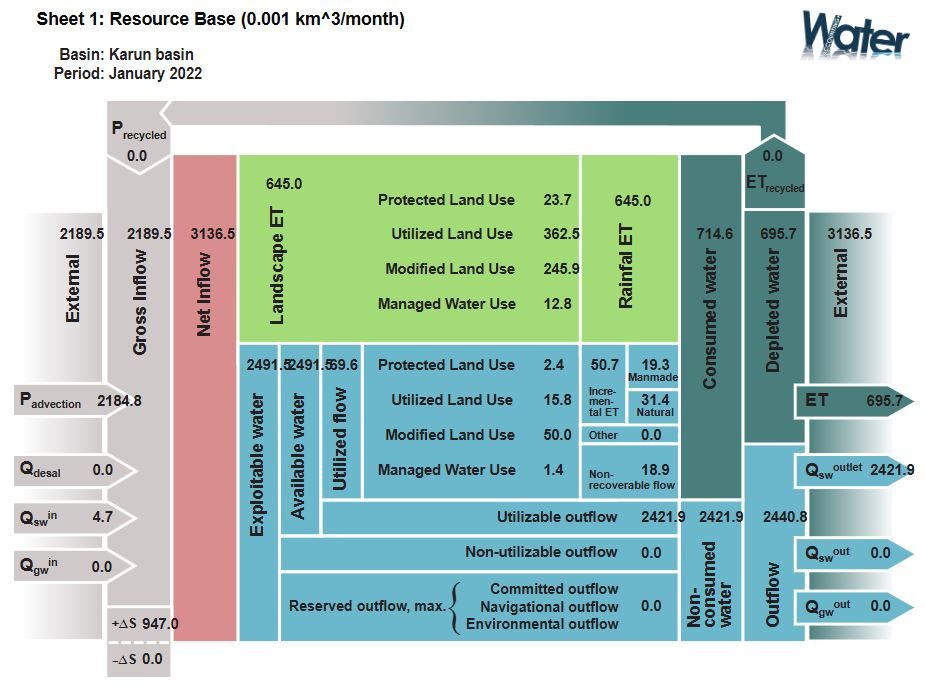 Sheet 1: Resource Base (0.001 km^3/month)
Basin: Karun basin
Period: January 2022
Water
P recycled
0.0
0.0
ET recycled
2189.5
External
2189.5
Gross Inflow
3136.5
Net Inflow
645.0
Landscape ET
Protected Land Use 23.7
Utilized Land Use 362.5
Modified Land Use 245.9
Managed Water Use 12.8
645.0
Rainfal ET
714.6
Consumed water
695.7
Depleted water
3136.5
External
2491.5
Exploitable water
2491.5
Available water
69.6
Utilized flow
Protected Land Use 2.4
Utilized Land Use 15.8
Modified Land Use 50.0
Managed Water Use 1.4
50.7
Incre-
men-
tal ET
19.3
Manmade
31.4
Natural
Other 0.0
Non-
recoverable flow
18.9
P advection 2184.8
Q desal 0.0
Q sw in 4.7
Q gw in 0.0
+ΔS 947.0
−ΔS 0.0
Utilizable outflow 2421.9
Non-utilizable outflow 0.0
Reserved outflow, max.
Committed outflow
Navigational outflow
Environmental outflow
0.0
2421.9
Non-
consumed
water
2440.8
Outflow
ET 695.7
Q sw outlet 2421.9
Q sw out 0.0
Q gw out 0.0